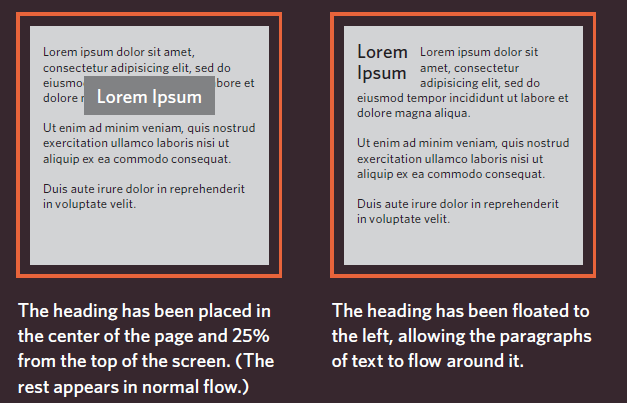 Lorem ipsum dolor sit amet,
consectetur adipisicing elit, sed do
eiusmo bore et
dolore r
Lorem Ipsum
Ut enim ad minim veniam, quis nostrud
exercitation ullamco laboris nisi ut
aliquip ex ea commodo consequat.
Duis aute irure dolor in reprehenderit
in voluptate velit.
The heading has been placed in
the center of the page and 25%
from the top of the screen. (The
rest appears in normal flow.)
Lorem
Ipsum
Lorem ipsum dolor sit
amet, consectetur
adipisicing elit, sed do
eiusmod tempor incididunt ut labore et
dolore magna aliqua.
Ut enim ad minim veniam, quis nostrud
exercitation ullamco laboris nisi ut
aliquip ex ea commodo consequat.
Duis aute irure dolor in reprehenderit
in voluptate velit.
The heading has been floated to
the left, allowing the paragraphs
of text to flow around it.